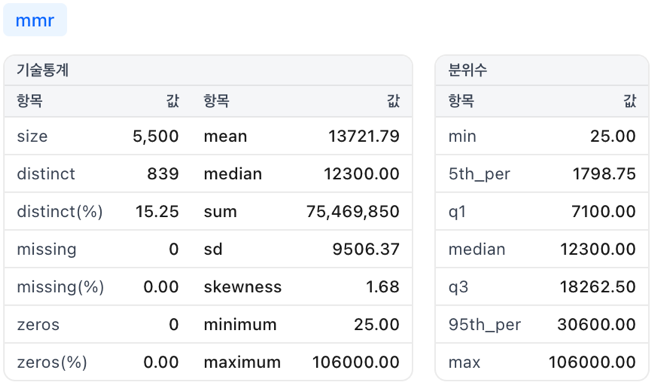 mmr
기술통계
항목 값 항목 값
size 5,500 mean 13721.79
distinct 839 median 12300.00
distinct(%) 15.25 sum 75,469,850
missing 0 sd 9506.37
missing(%) 0.00 skewness 1.68
zeros 0 minimum 25.00
zeros(%) 0.00 maximum 106000.00
분위수
항목 값
min 25.00
5th_per 1798.75
q1 7100.00
median 12300.00
q3 18262.50
95th_per 30600.00
max 106000.00